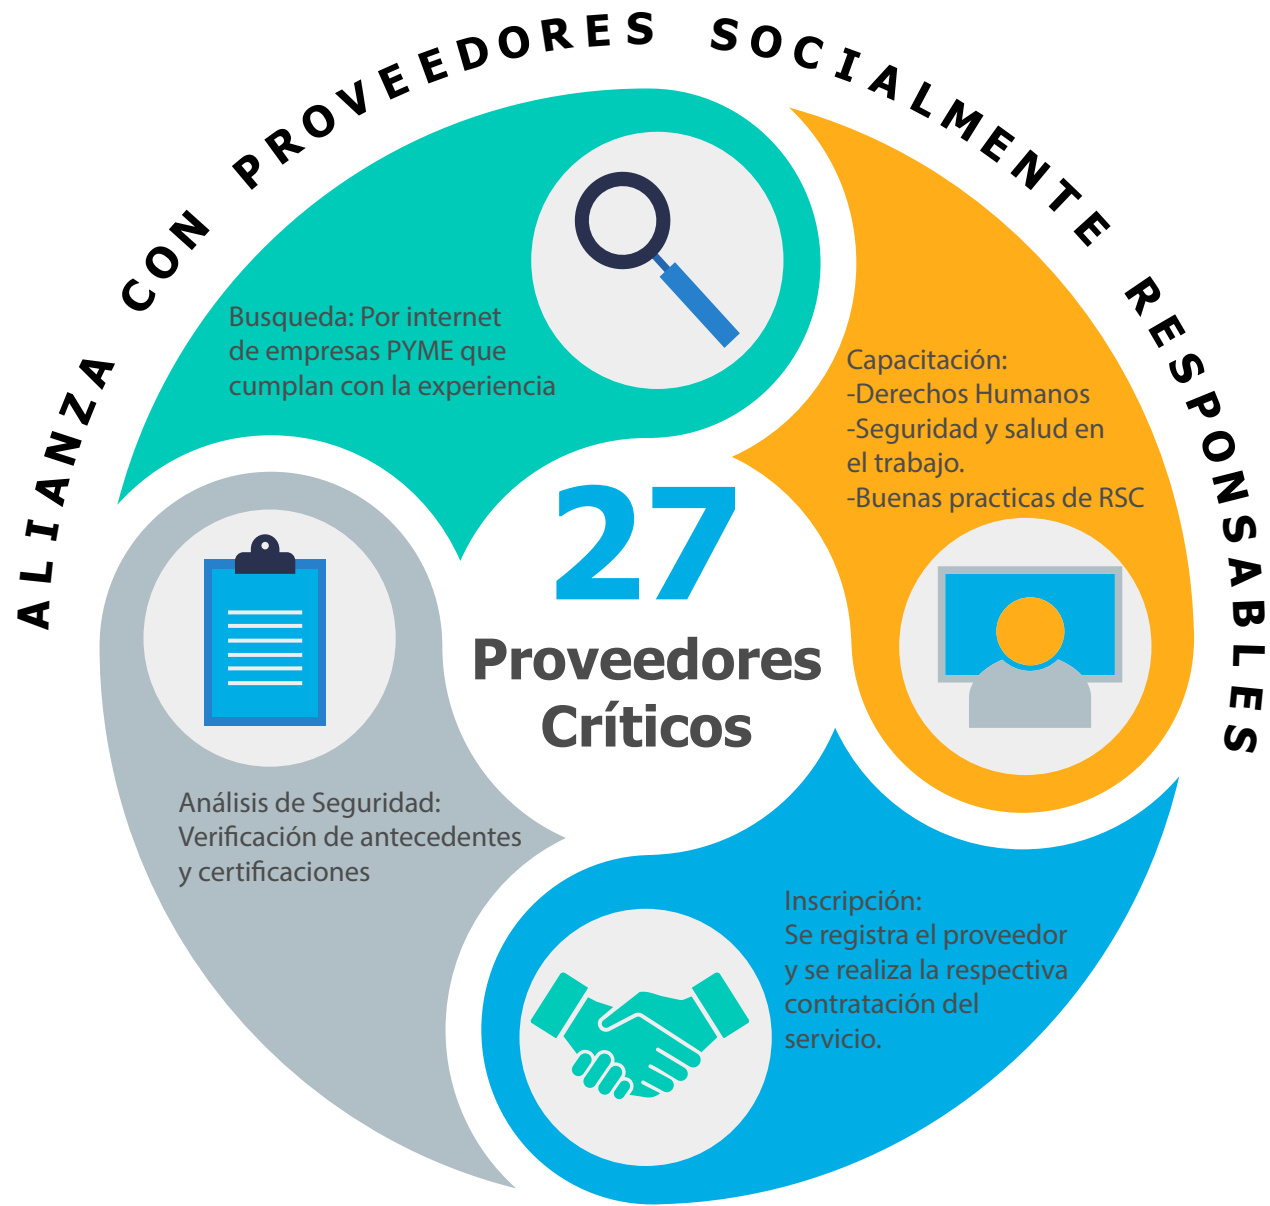 ALIANZA CON PROVEEDORES SOCIALMENTE RESPONSABLES
Busqueda: Por internet
de empresas PYME que
cumplan con la experiencia
Capacitación:
-Derechos Humanos
-Seguridad y salud en
el trabajo.
-Buenas practicas de RSC
27
Proveedores
Críticos
Análisis de Seguridad:
Verificación de antecedentes
y certificaciones
Inscripción:
Se registra el proveedor
y se realiza la respectiva
contratación del
servicio.